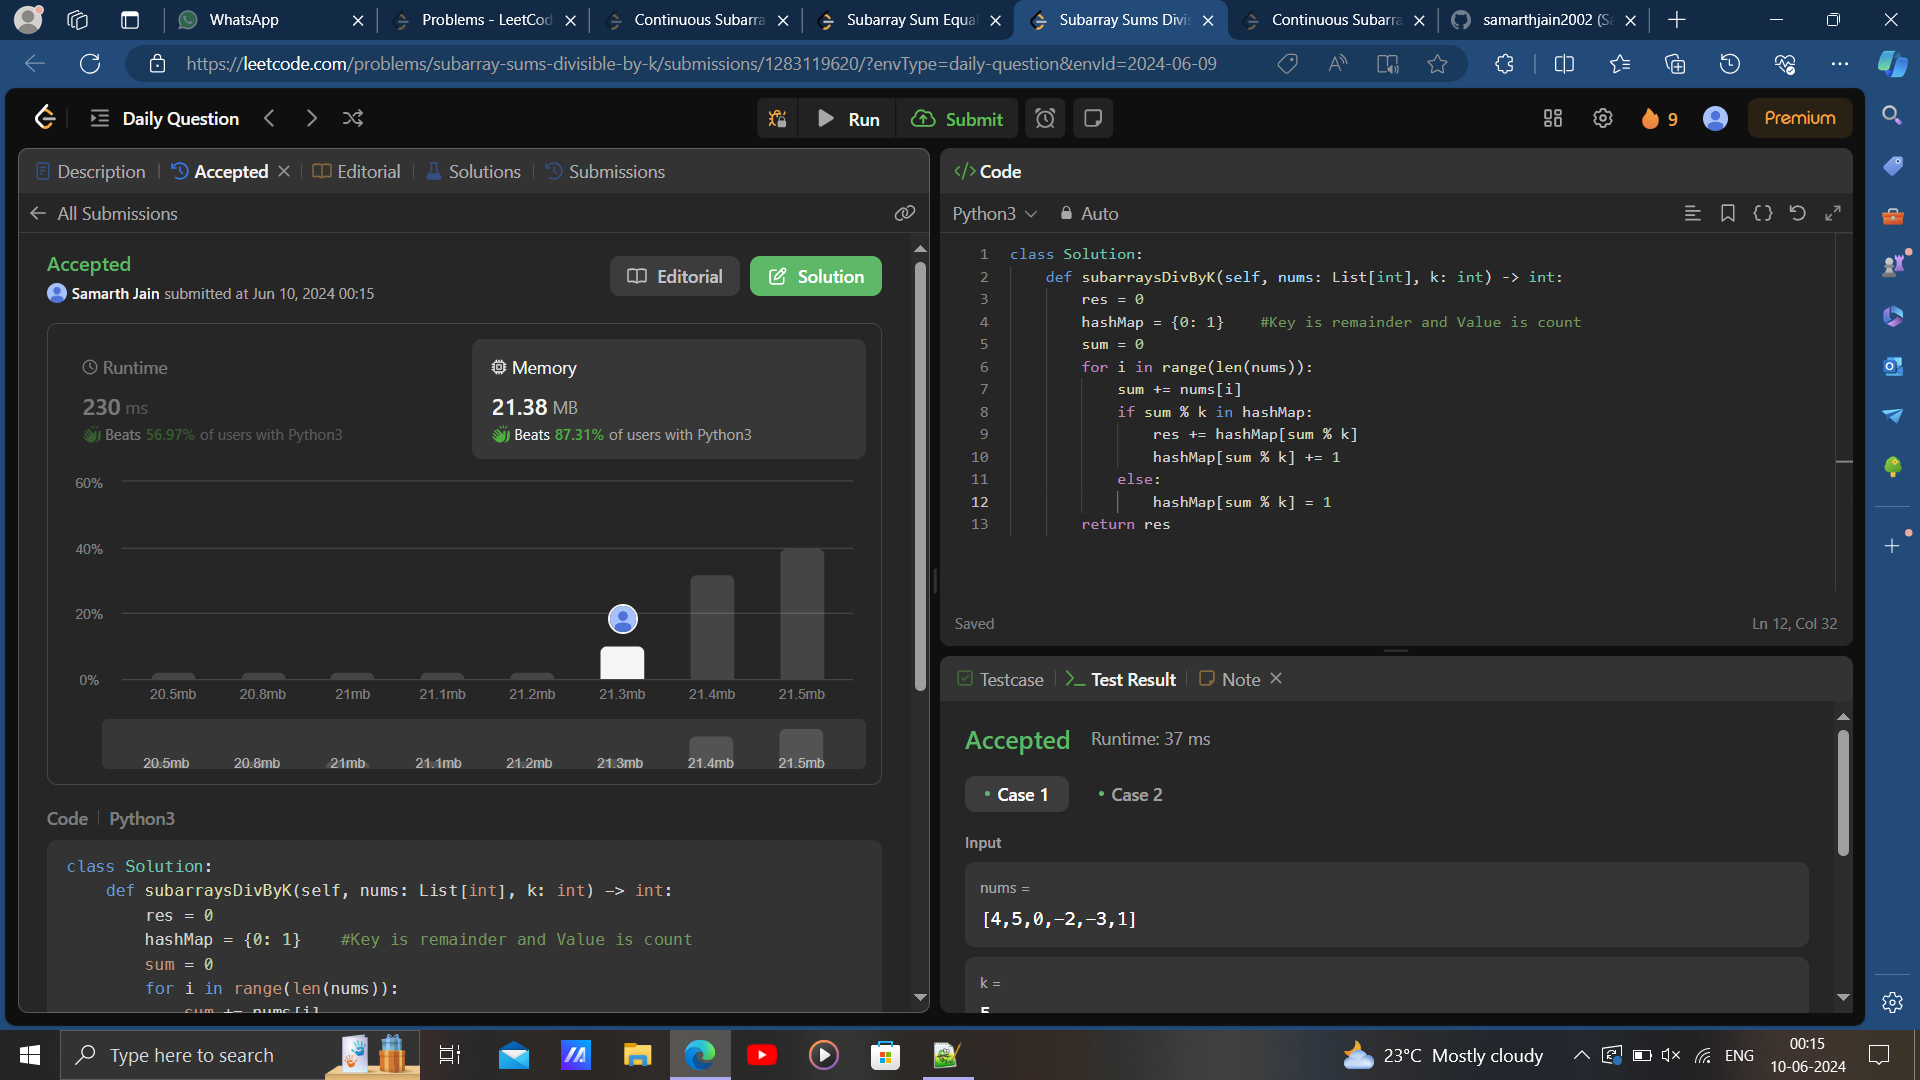 WhatsApp
Problems - LeetCod
Continuous Subarra
Subarray Sum Equal
Subarray Sums Divis
Continuous Subarra
samarthjain2002 (Sa
https://leetcode.com/problems/subarray-sums-divisible-by-k/submissions/1283119620/?envType=daily-question&envId=2024-06-09
Daily Question
Run
Submit
9
Premium
Description
Accepted
Editorial
Solutions
Submissions
All Submissions
Accepted
Samarth Jain submitted at Jun 10, 2024 00:15
Editorial
Solution
Runtime
230 ms
Beats 56.97% of users with Python3
Memory
21.38 MB
Beats 87.31% of users with Python3
60%
40%
20%
0%
20.5mb 20.8mb 21mb 21.1mb 21.2mb 21.3mb 21.4mb 21.5mb
20.5mb 20.8mb 21mb 21.1mb 21.2mb 21.3mb 21.4mb 21.5mb
Code Python3
class Solution:
def subarraysDivByK(self, nums: List[int], k: int) -> int:
res = 0
hashMap = {0: 1} #Key is remainder and Value is count
sum = 0
for i in range(len(nums)):
sum += nums[i]
</> Code
Python3
Auto
1 class Solution:
2 def subarraysDivByK(self, nums: List[int], k: int) -> int:
3 res = 0
4 hashMap = {0: 1} #Key is remainder and Value is count
5 sum = 0
6 for i in range(len(nums)):
7 sum += nums[i]
8 if sum % k in hashMap:
9 res += hashMap[sum % k]
10 hashMap[sum % k] += 1
11 else:
12 hashMap[sum % k] = 1
13 return res
Saved
Ln 12, Col 32
Testcase
Test Result
Note
Accepted Runtime: 37 ms
Case 1
Case 2
Input
nums =
[4,5,0,-2,-3,1]
k =
5
Type here to search
23°C Mostly cloudy
ENG
00:15
10-06-2024